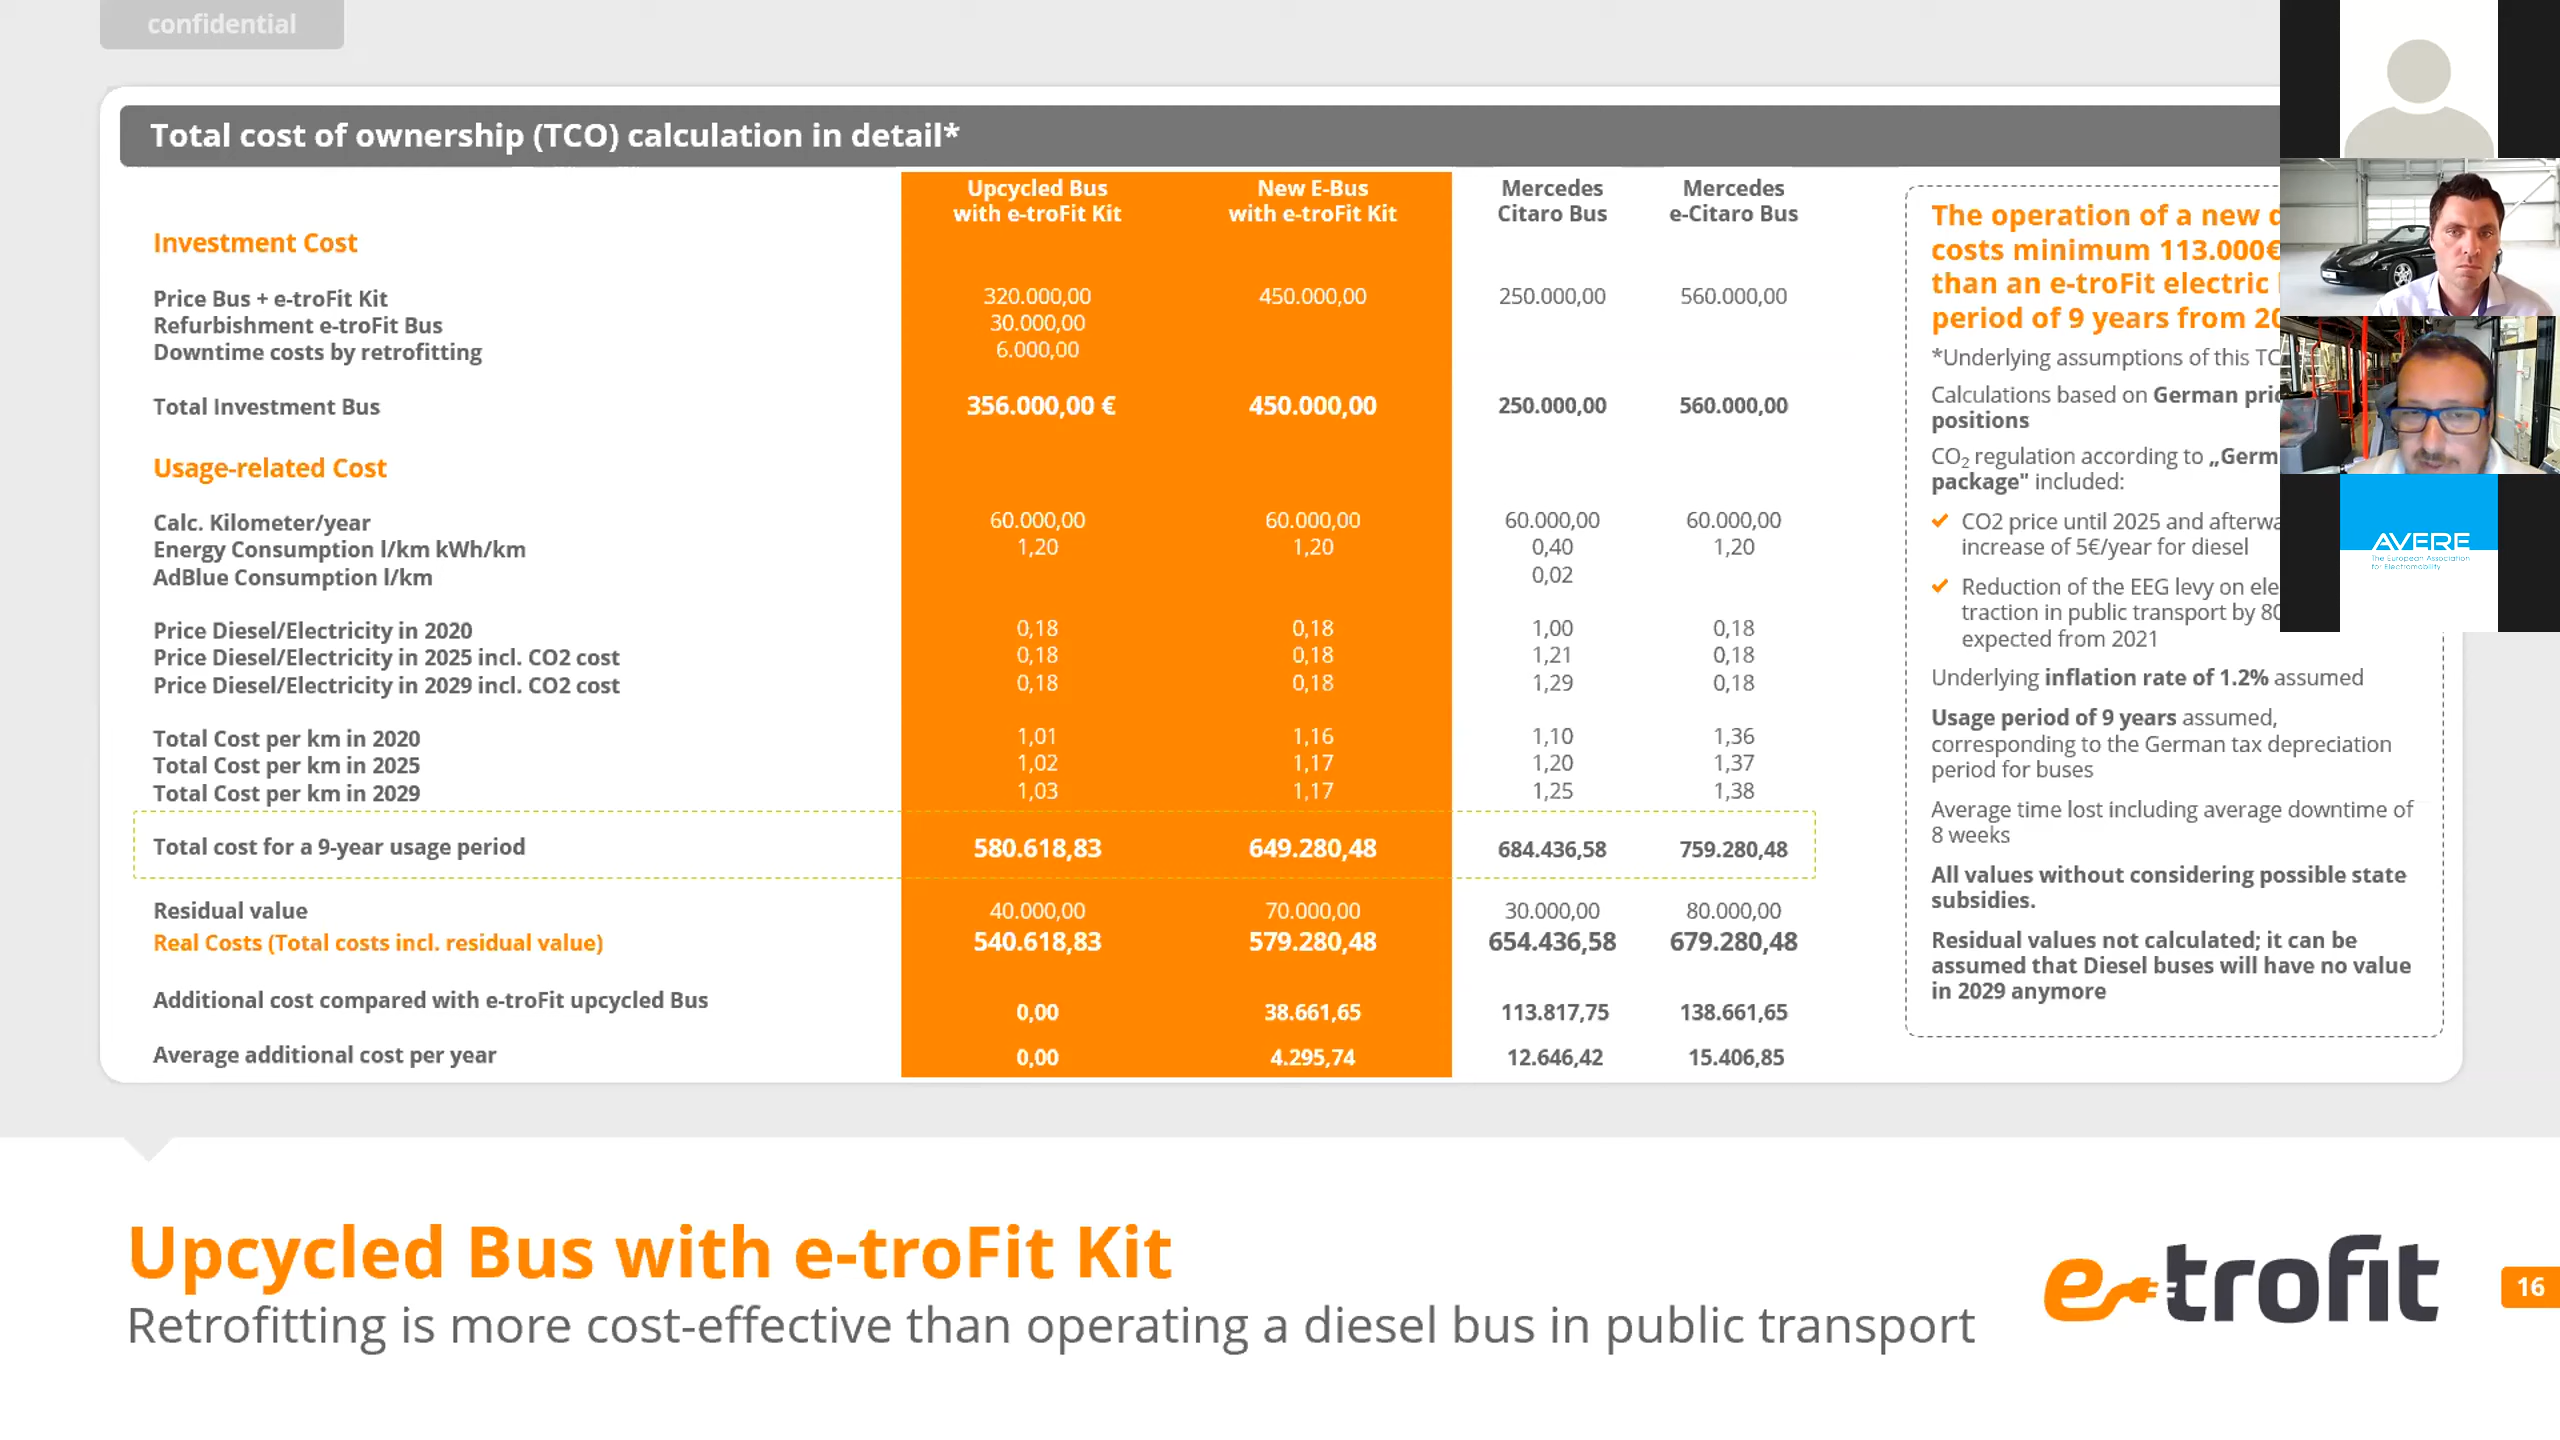 confidential
Total cost of ownership (TCO) calculation in detail*
Upcycled Bus with e-troFit Kit
New E-Bus with e-troFit Kit
Mercedes Citaro Bus
Mercedes e-Citaro Bus
Investment Cost
Price Bus + e-troFit Kit 320.000,00 450.000,00 250.000,00 560.000,00
Refurbishment e-troFit Bus 30.000,00
Downtime costs by retrofitting 6.000,00
Total Investment Bus 356.000,00 € 450.000,00 250.000,00 560.000,00
Usage-related Cost
Calc. Kilometer/year 60.000,00 60.000,00 60.000,00 60.000,00
Energy Consumption l/km kWh/km 1,20 1,20 0,40 1,20
AdBlue Consumption l/km 0,02
Price Diesel/Electricity in 2020 0,18 0,18 1,00 0,18
Price Diesel/Electricity in 2025 incl. CO2 cost 0,18 0,18 1,21 0,18
Price Diesel/Electricity in 2029 incl. CO2 cost 0,18 0,18 1,29 0,18
Total Cost per km in 2020 1,01 1,16 1,10 1,36
Total Cost per km in 2025 1,02 1,17 1,20 1,37
Total Cost per km in 2029 1,03 1,17 1,25 1,38
Total cost for a 9-year usage period 580.618,83 649.280,48 684.436,58 759.280,48
Residual value 40.000,00 70.000,00 30.000,00 80.000,00
Real Costs (Total costs incl. residual value) 540.618,83 579.280,48 654.436,58 679.280,48
Additional cost compared with e-troFit upcycled Bus 0,00 38.661,65 113.817,75 138.661,65
Average additional cost per year 0,00 4.295,74 12.646,42 15.406,85
The operation of a new
costs minimum 113.000€
than an e-troFit electric
period of 9 years from
*Underlying assumptions of this
Calculations based on German
positions
CO₂ regulation according to
package" included:
✓ CO2 price until 2025 and
increase of 5€/year for diesel
✓ Reduction of the EEG levy on
traction in public transport by
expected from 2021
Underlying inflation rate of 1.2% assumed
Usage period of 9 years assumed,
corresponding to the German tax depreciation
period for buses
Average time lost including average downtime of
8 weeks
All values without considering possible state
subsidies.
Residual values not calculated; it can be
assumed that Diesel buses will have no value
in 2029 anymore
AVERE
The European Association
for Electromobility
Upcycled Bus with e-troFit Kit
Retrofitting is more cost-effective than operating a diesel bus in public transport
e-trofit
16